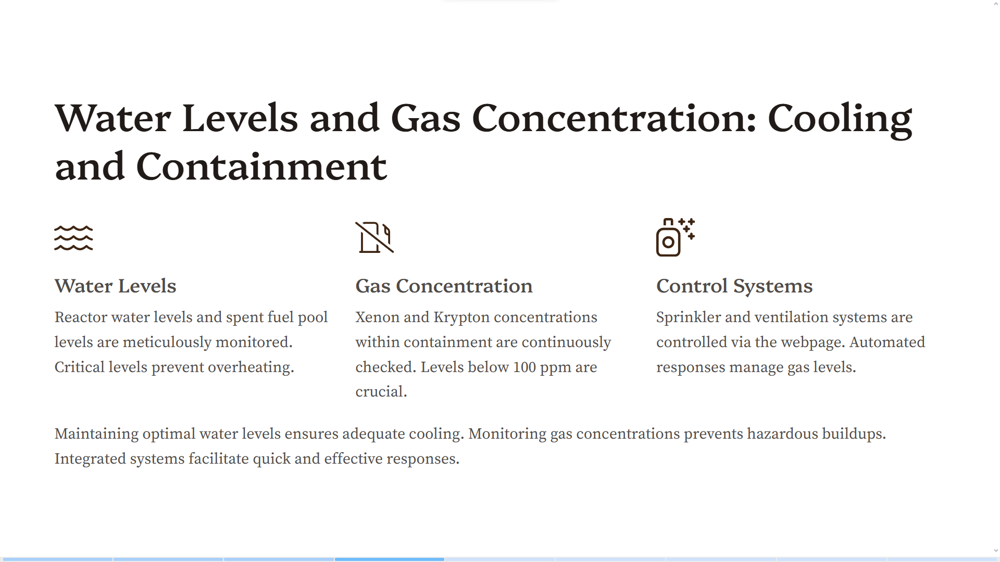 Water Levels and Gas Concentration: Cooling
and Containment
Water Levels
Reactor water levels and spent fuel pool
levels are meticulously monitored.
Critical levels prevent overheating.
Gas Concentration
Xenon and Krypton concentrations
within containment are continuously
checked. Levels below 100 ppm are
crucial.
Control Systems
Sprinkler and ventilation systems are
controlled via the webpage. Automated
responses manage gas levels.
Maintaining optimal water levels ensures adequate cooling. Monitoring gas concentrations prevents hazardous buildups.
Integrated systems facilitate quick and effective responses.